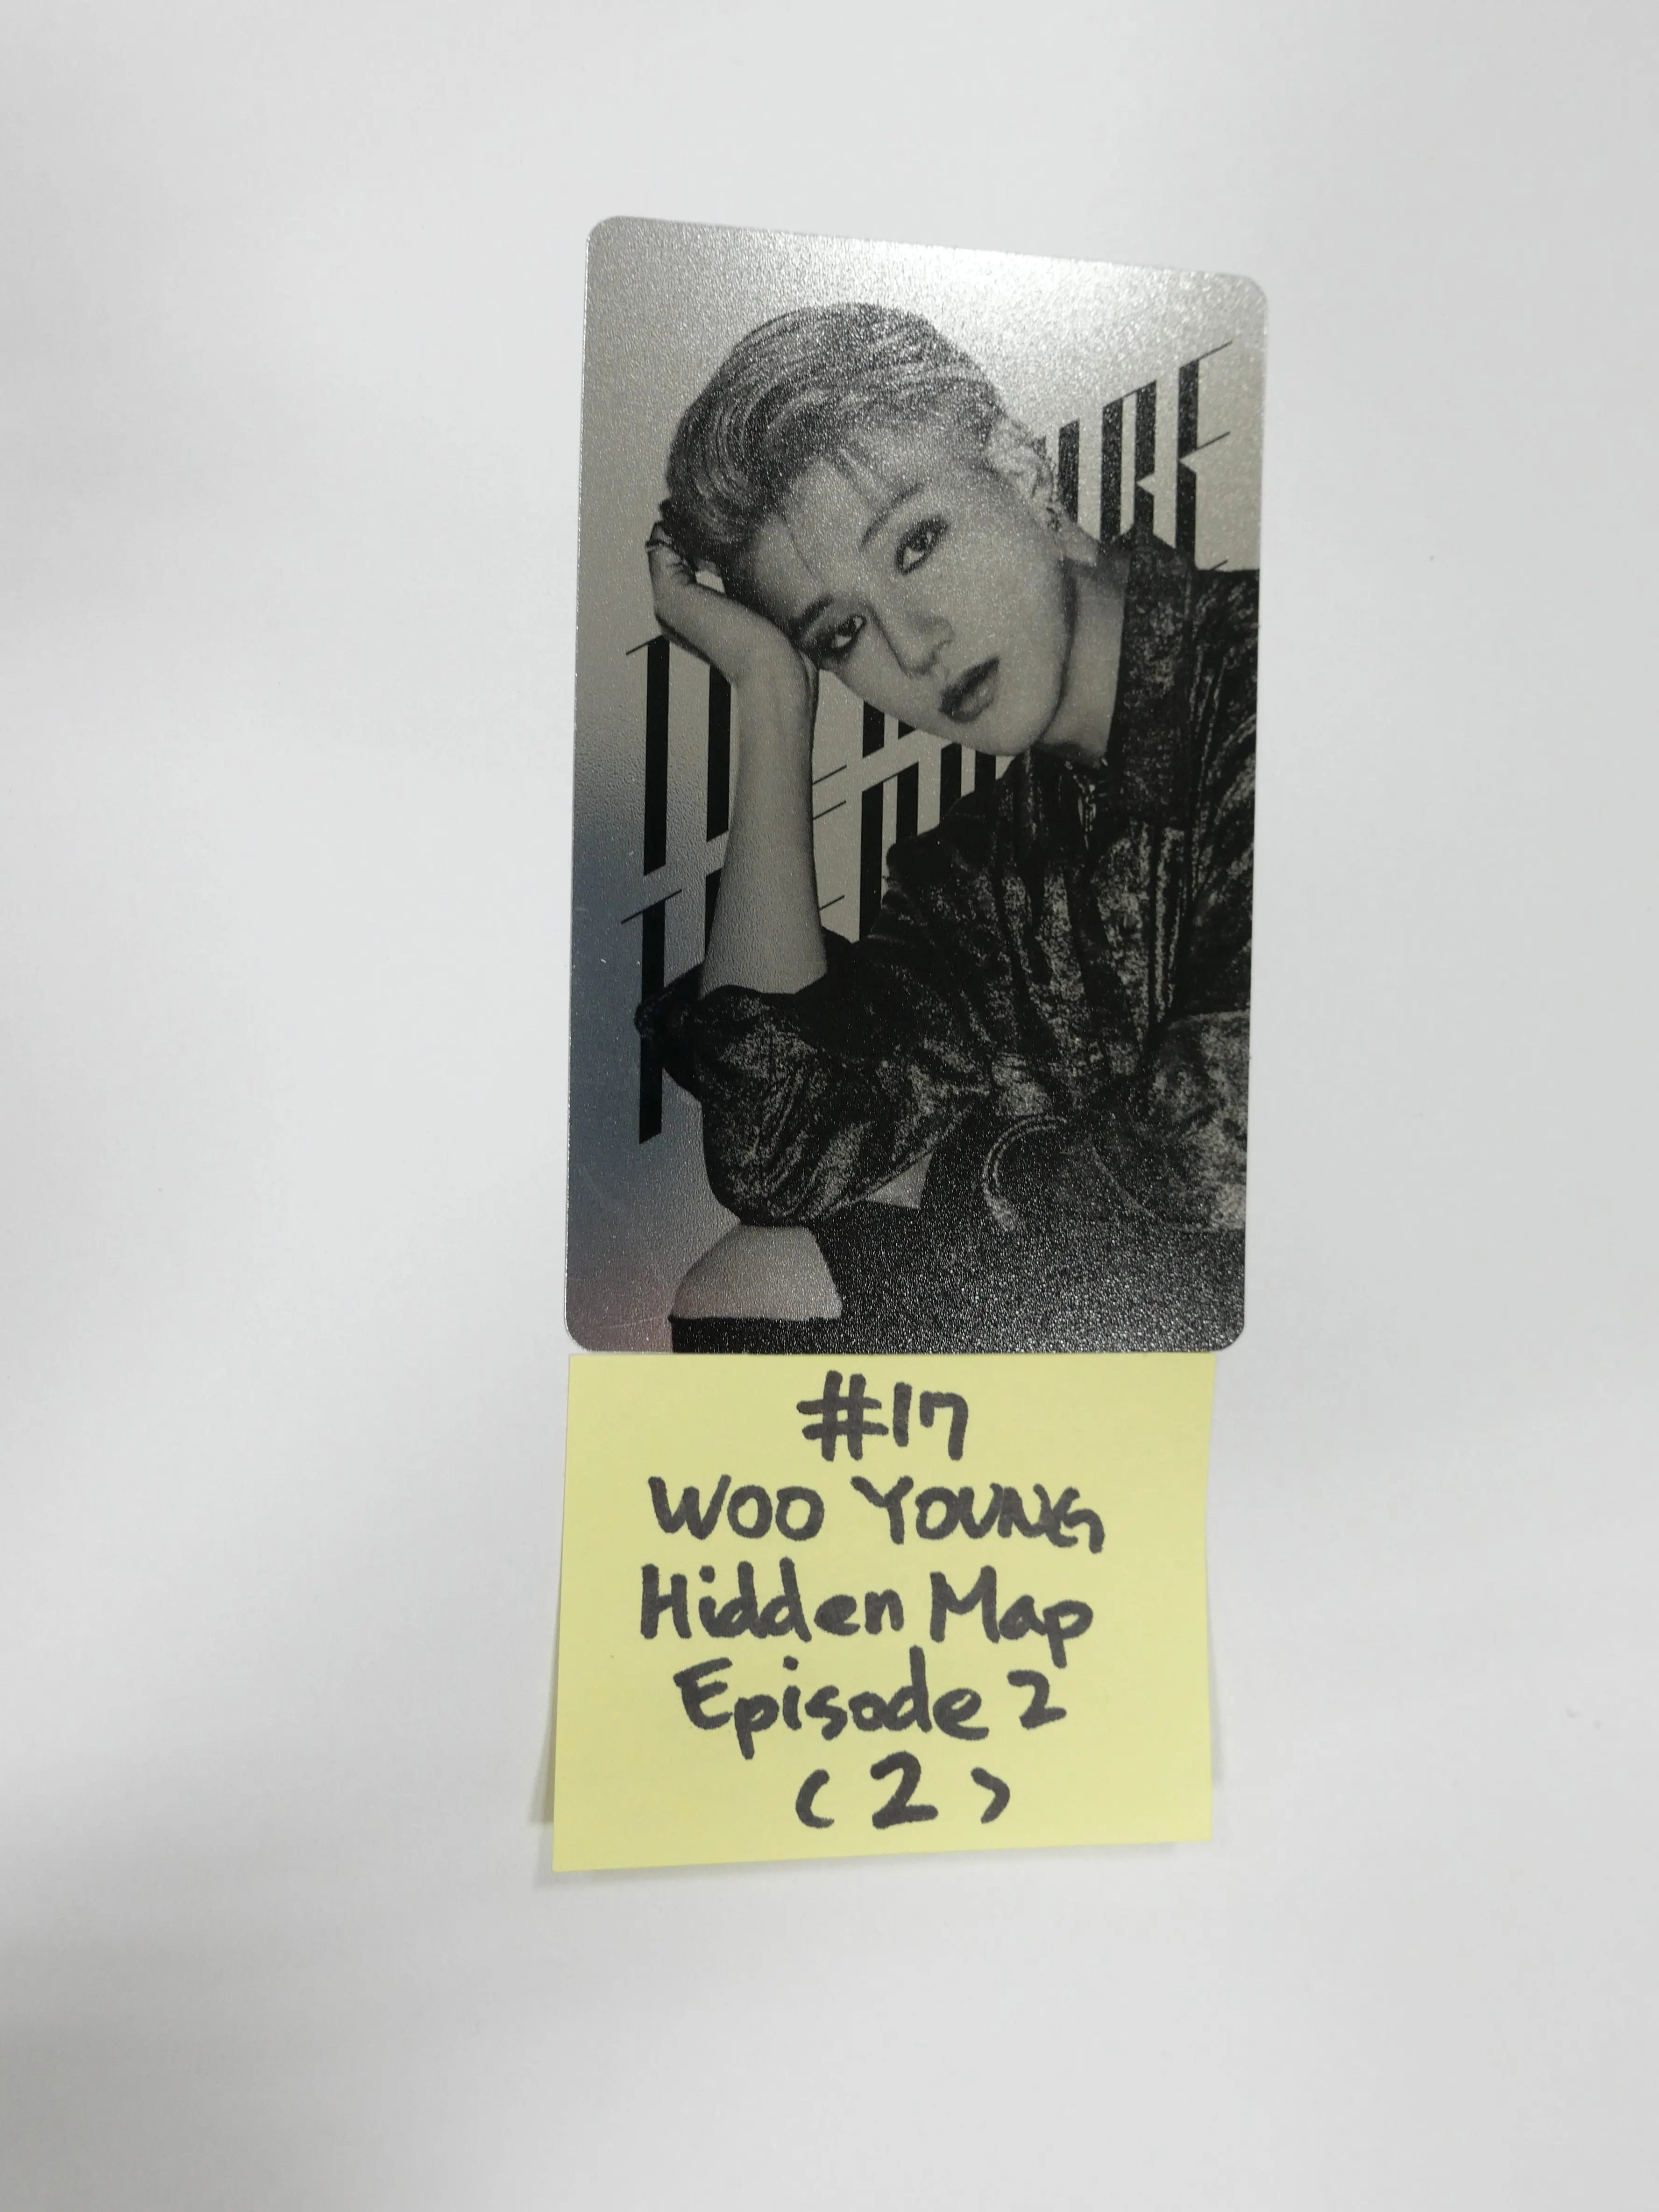 #17
WOO YOUNG
Hidden Map
Episode 2
(2)